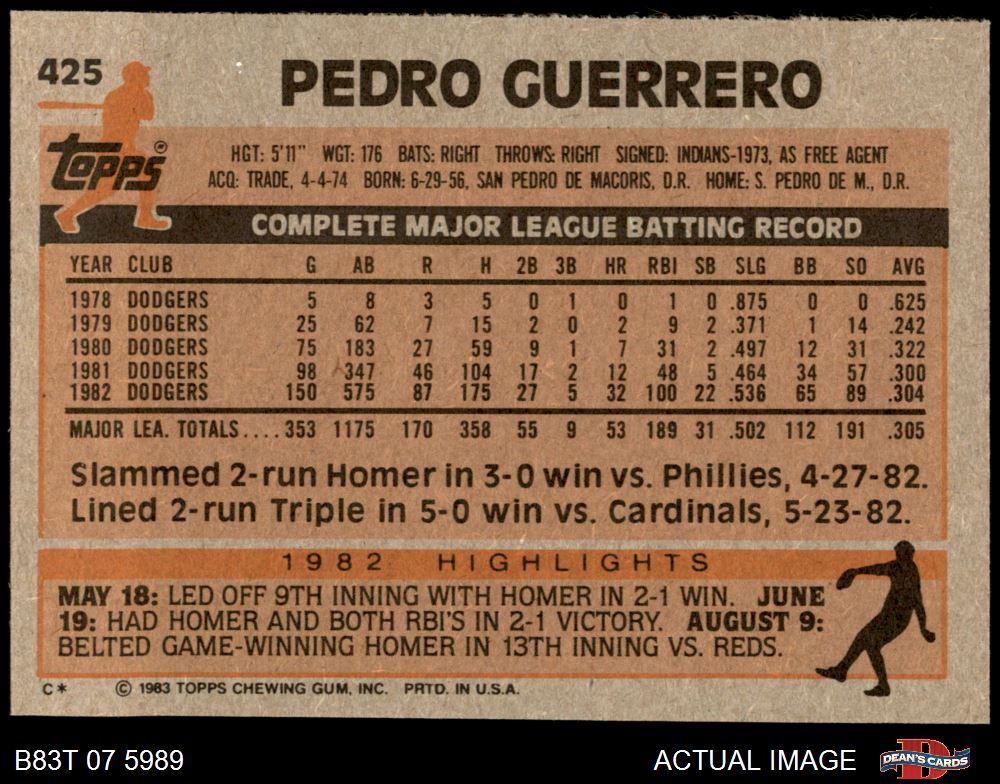 425
PEDRO GUERRERO
topps®
HGT: 5'11" WGT: 176 BATS: RIGHT THROWS: RIGHT SIGNED: INDIANS-1973, AS FREE AGENT
ACQ: TRADE, 4-4-74 BORN: 6-29-56, SAN PEDRO DE MACORIS, D.R. HOME: S. PEDRO DE M., D.R.
COMPLETE MAJOR LEAGUE BATTING RECORD
YEAR CLUB G AB R H 2B 3B HR RBI SB SLG BB SO AVG
1978 DODGERS 5 8 3 5 0 1 0 1 0 .875 0 0 .625
1979 DODGERS 25 62 7 15 2 0 2 9 2 .371 1 14 .242
1980 DODGERS 75 183 27 59 9 1 7 31 2 .497 12 31 .322
1981 DODGERS 98 347 46 104 17 2 12 48 5 .464 34 57 .300
1982 DODGERS 150 575 87 175 27 5 32 100 22 .536 65 89 .304
MAJOR LEA. TOTALS.... 353 1175 170 358 55 9 53 189 31 .502 112 191 .305
Slammed 2-run Homer in 3-0 win vs. Phillies, 4-27-82.
Lined 2-run Triple in 5-0 win vs. Cardinals, 5-23-82.
1982 HIGHLIGHTS
MAY 18: LED OFF 9TH INNING WITH HOMER IN 2-1 WIN. JUNE
19: HAD HOMER AND BOTH RBI'S IN 2-1 VICTORY. AUGUST 9:
BELTED GAME-WINNING HOMER IN 13TH INNING VS. REDS.
C* © 1983 TOPPS CHEWING GUM, INC. PRTD. IN U.S.A.
B83T 07 5989 ACTUAL IMAGE D DEAN'S CARDS